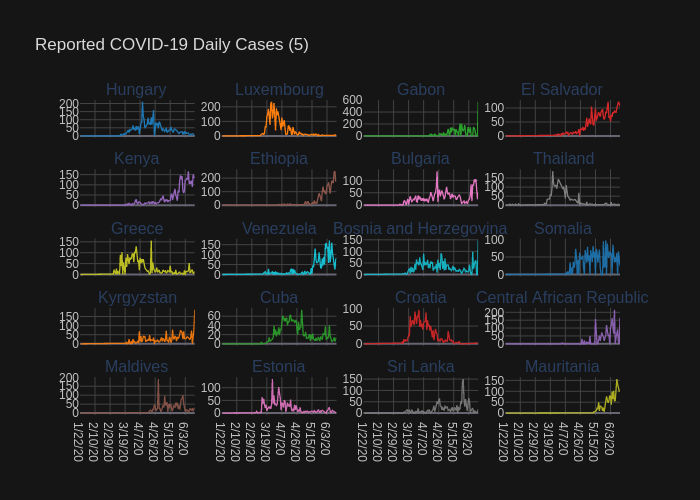 Reported COVID-19 Daily Cases (5)
Hungary Luxembourg Gabon El Salvador
200 150 100 50 0
200 100 0
600 400 200 0
100 50 0
Kenya Ethiopia Bulgaria Thailand
150 100 50 0
200 100 0
100 50 0
150 100 50 0
Greece Venezuela Bosnia and Herzegovina Somalia
150 100 50 0
150 100 50 0
150 100 50 0
100 50 0
Kyrgyzstan Cuba Croatia Central African Republic
150 100 50 0
60 40 20 0
100 50 0
200 150 100 50 0
Maldives Estonia Sri Lanka Mauritania
200 150 100 50 0
100 50 0
150 100 50 0
150 100 50 0
1/22/20 2/10/20 2/29/20 3/19/20 4/7/20 4/26/20 5/15/20 6/3/20
1/22/20 2/10/20 2/29/20 3/19/20 4/7/20 4/26/20 5/15/20 6/3/20
1/22/20 2/10/20 2/29/20 3/19/20 4/7/20 4/26/20 5/15/20 6/3/20
1/22/20 2/10/20 2/29/20 3/19/20 4/7/20 4/26/20 5/15/20 6/3/20